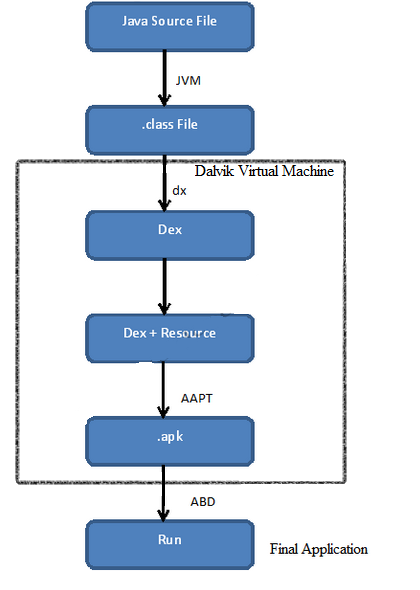 Java Source File
JVM
.class File
Dalvik Virtual Machine
dx
Dex
Dex + Resource
AAPT
.apk
ABD
Run
Final Application